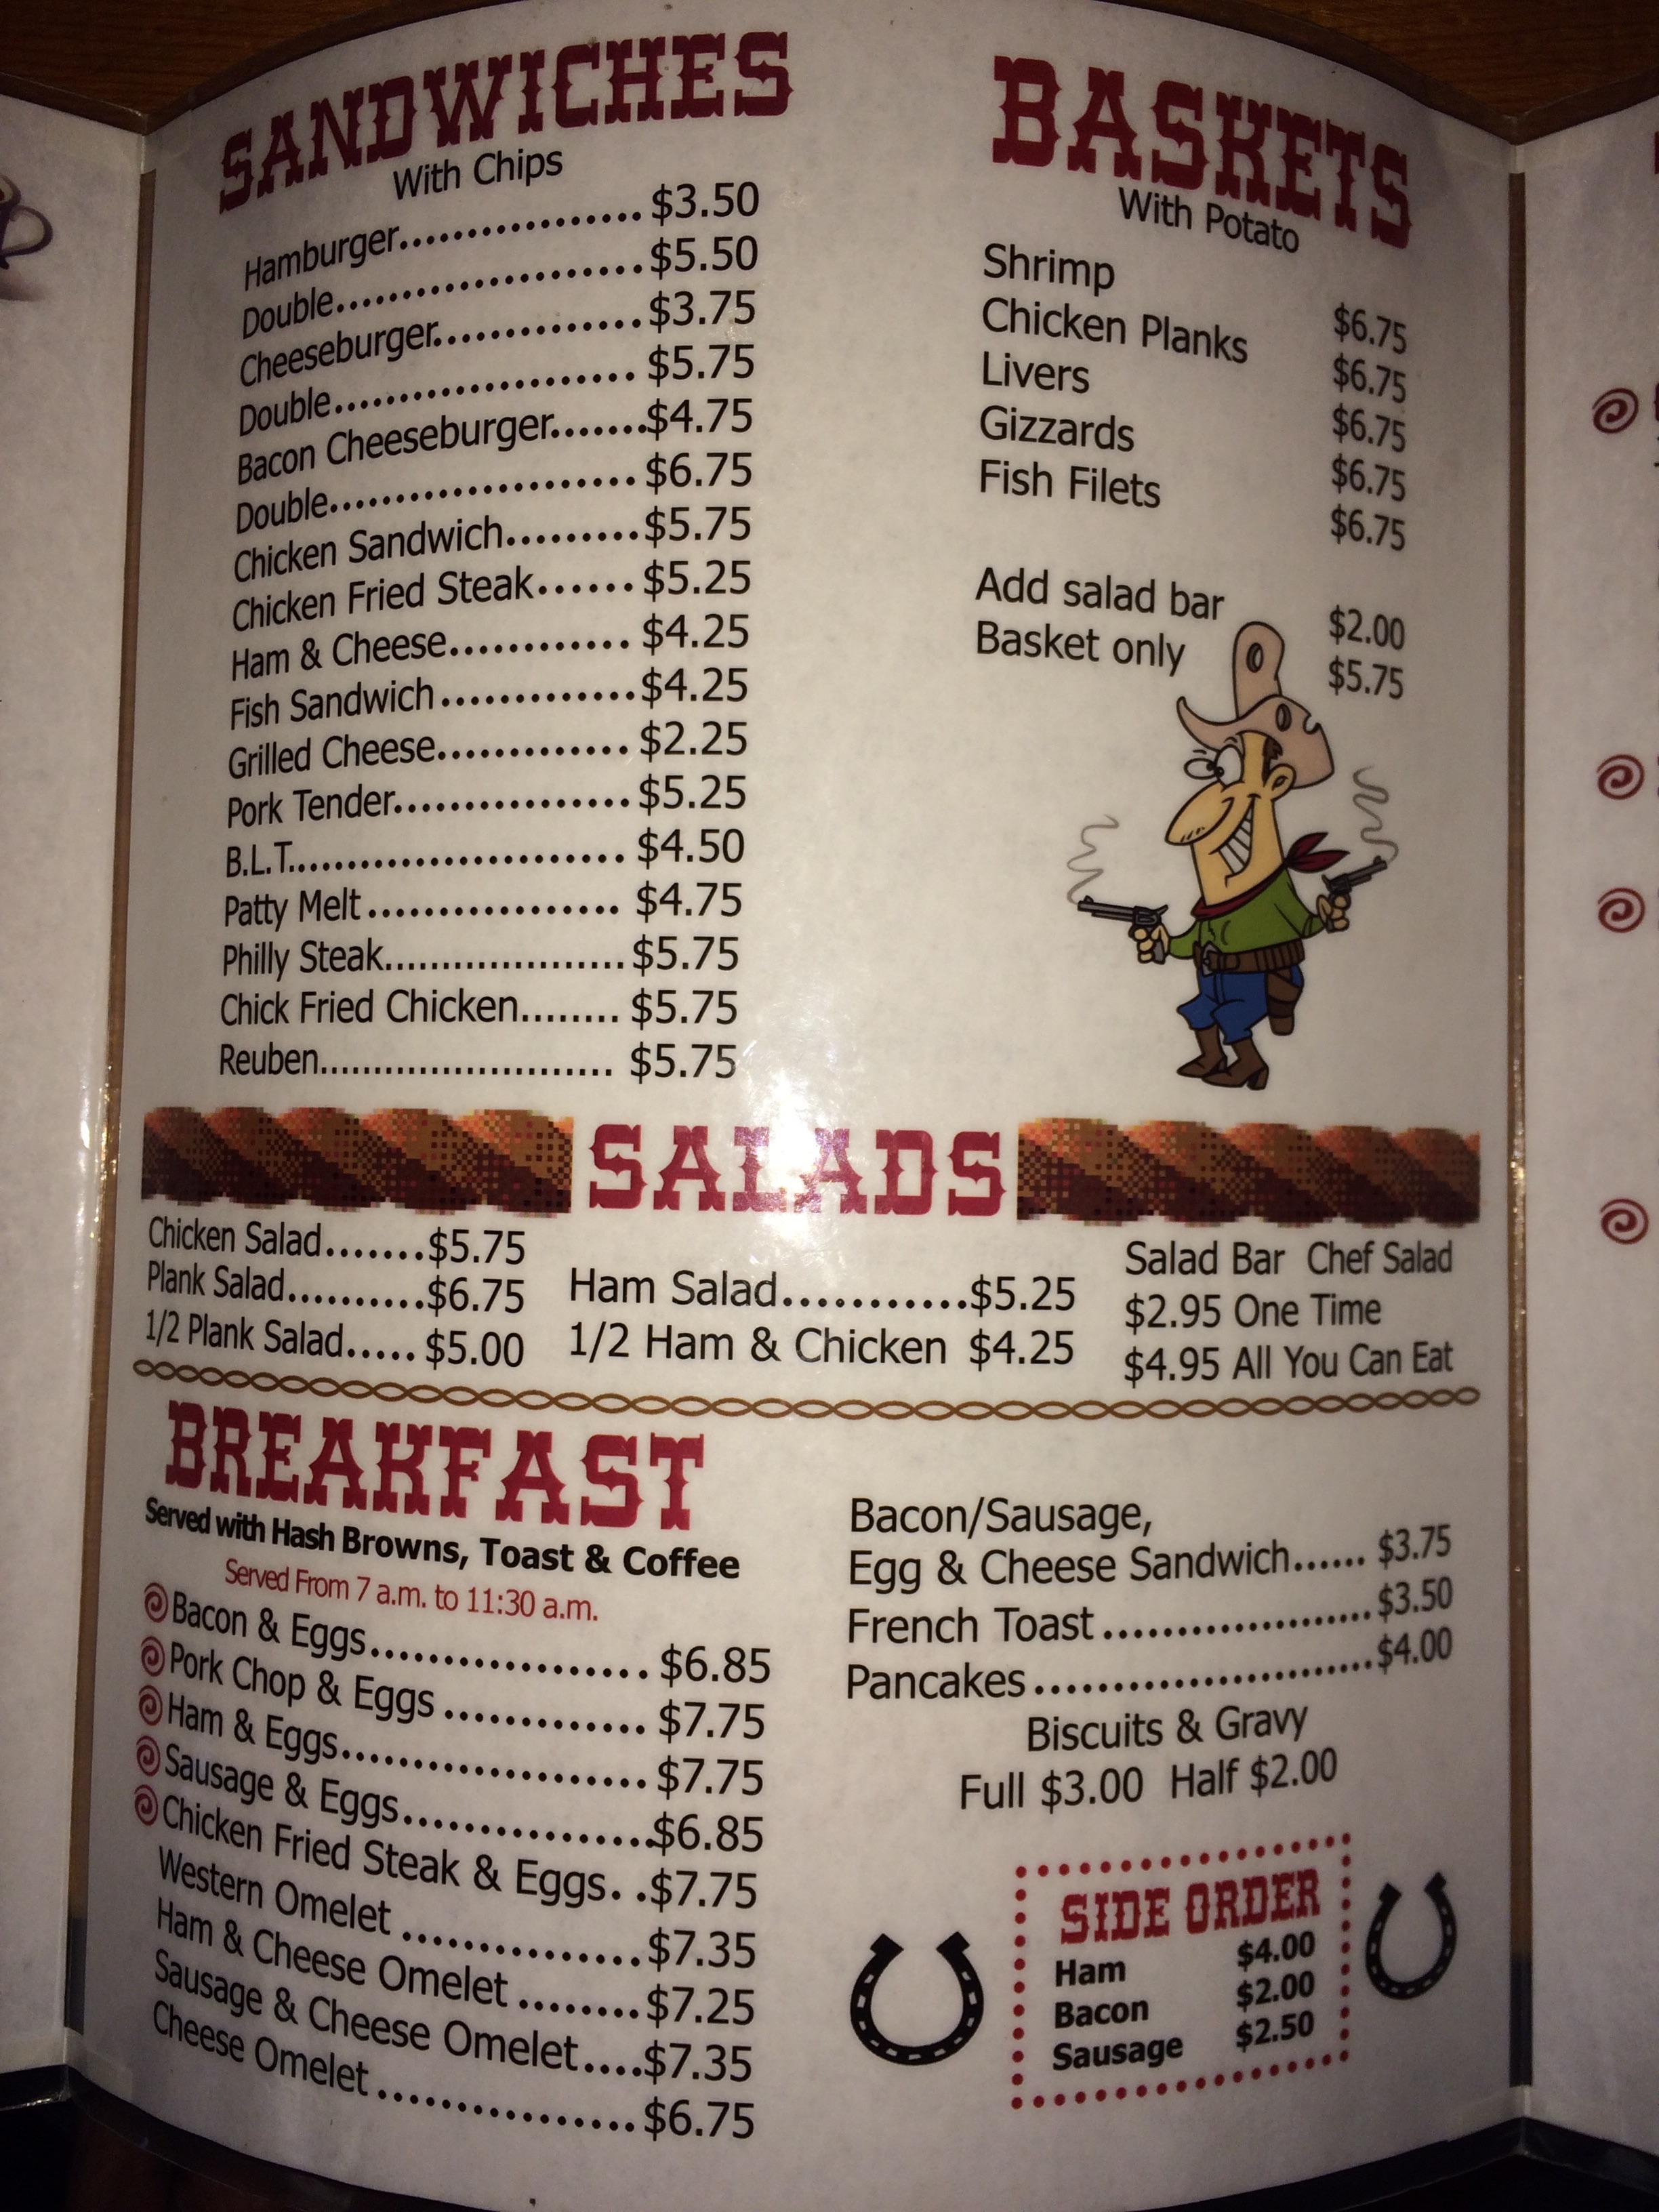 SANDWICHES
With Chips
Hamburger................. $3.50
Double.......................$5.50
Cheeseburger...............$3.75
Double...................... $5.75
Bacon Cheeseburger.......$4.75
Double...................... $6.75
Chicken Sandwich..........$5.75
Chicken Fried Steak...... $5.25
Ham & Cheese............. $4.25
Fish Sandwich..............$4.25
Grilled Cheese............. $2.25
Pork Tender.................$5.25
B.L.T......................... $4.50
Patty Melt.................. $4.75
Philly Steak.....................$5.75
Chick Fried Chicken........ $5.75
Reuben......................... $5.75
BASKETS
With Potato
Shrimp $6.75
Chicken Planks $6.75
Livers $6.75
Gizzards $6.75
Fish Filets $6.75
Add salad bar $2.00
Basket only $5.75
SALADS
Chicken Salad.......$5.75
Plank Salad..........$6.75
1/2 Plank Salad..... $5.00
Ham Salad...........$5.25
1/2 Ham & Chicken $4.25
Salad Bar Chef Salad
$2.95 One Time
$4.95 All You Can Eat
BREAKFAST
Served with Hash Browns, Toast & Coffee
Served From 7 a.m. to 11:30 a.m.
Bacon & Eggs.................. $6.85
Pork Chop & Eggs ............. $7.75
Ham & Eggs.................... $7.75
Sausage & Eggs................$6.85
Chicken Fried Steak & Eggs. .$7.75
Western Omelet ...............$7.35
Ham & Cheese Omelet ........$7.25
Sausage & Cheese Omelet....$7.35
Cheese Omelet ................$6.75
Bacon/Sausage,
Egg & Cheese Sandwich...... $3.75
French Toast ....................$3.50
Pancakes.........................$4.00
Biscuits & Gravy
Full $3.00 Half $2.00
SIDE ORDER
Ham $4.00
Bacon $2.00
Sausage $2.50